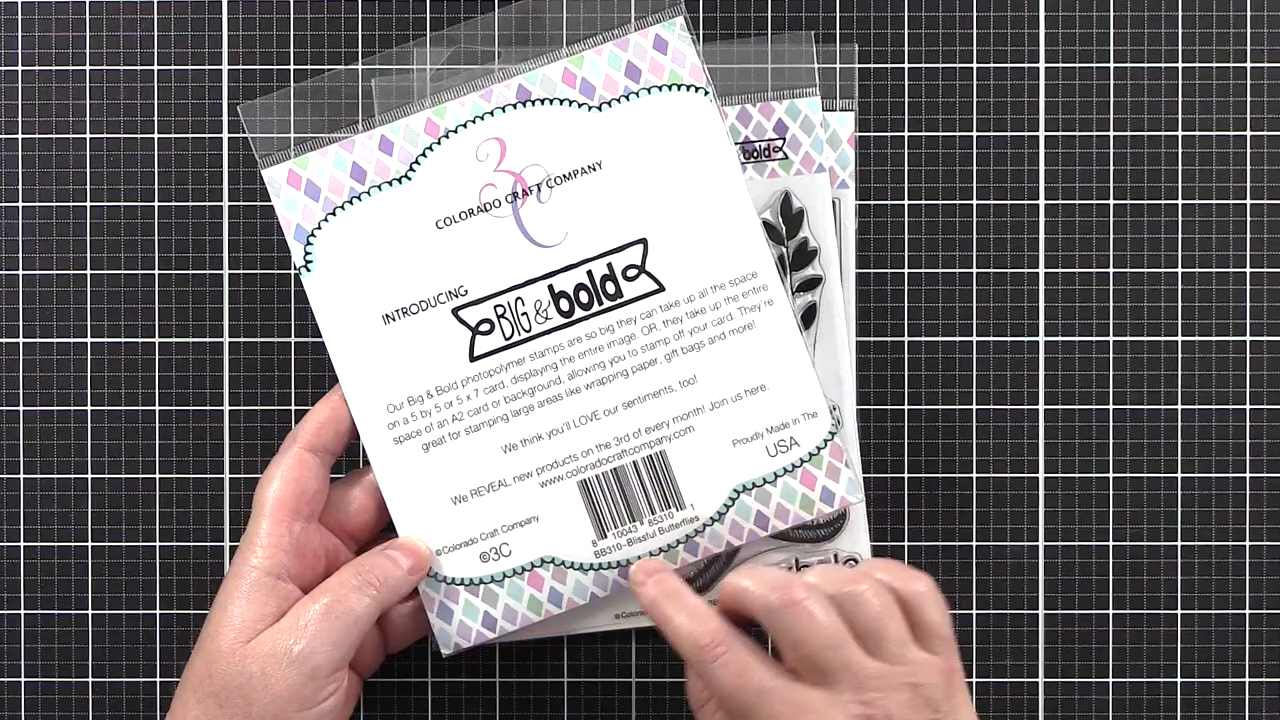 3C
COLORADO CRAFT COMPANY
INTRODUCING
BIG & bold
Our Big & Bold photopolymer stamps are so big they can take up all the space
on a 5 by 5 or 5 x 7 card, displaying the entire image. OR, they take up the entire
space of an A2 card or background, allowing you to stamp off your card. They're
great for stamping large areas like wrapping paper, gift bags and more!
We think you'll LOVE our sentiments, too!
We REVEAL new products on the 3rd of every month! Join us here:
www.coloradocraftcompany.com
Proudly Made in The
USA
©Colorado Craft Company
©3C
8 10043 85310 1
BB310~Blissful Butterflies
bold